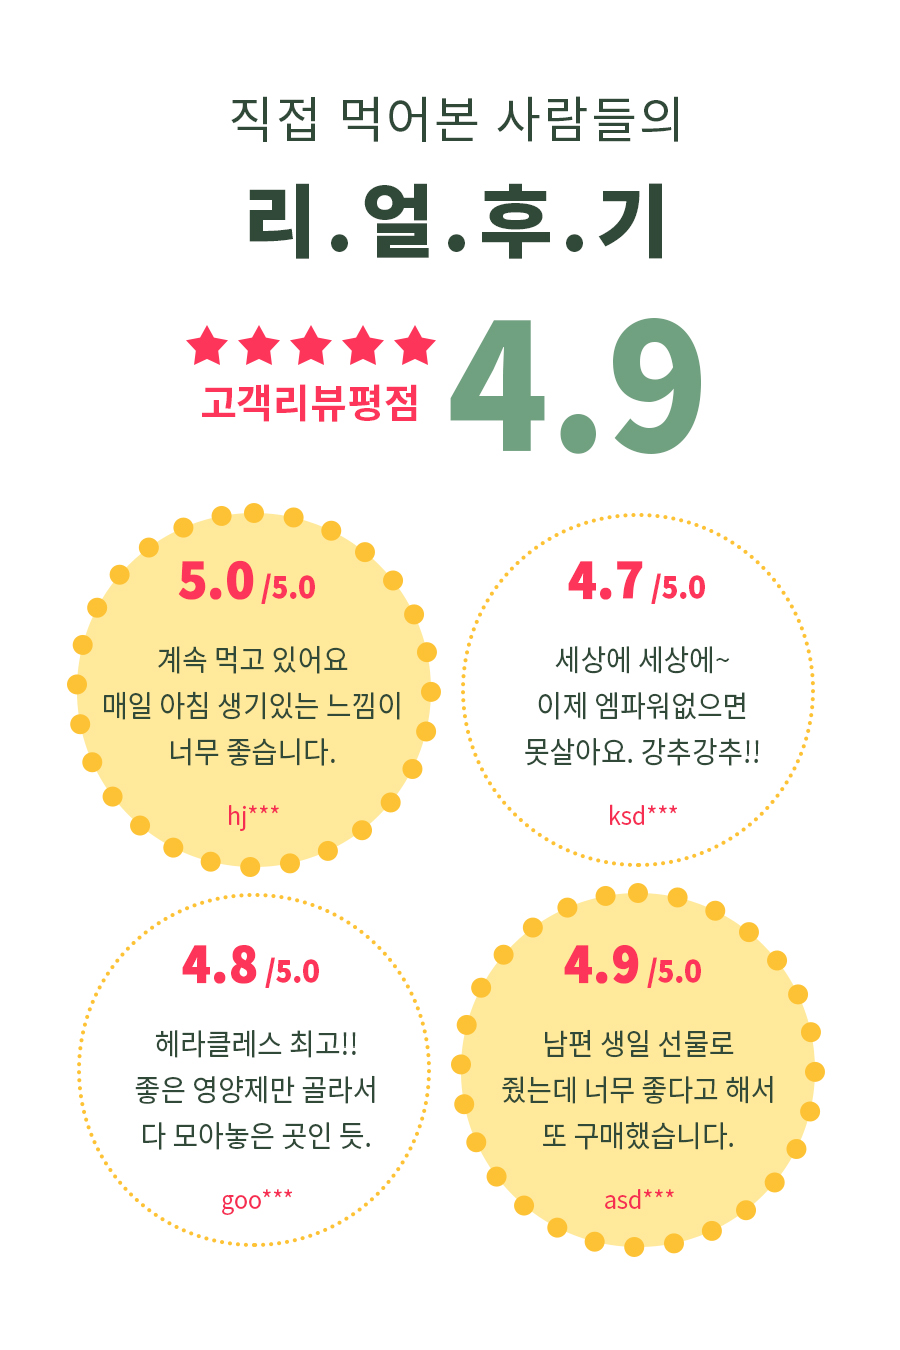 직접 먹어본 사람들의
리.얼.후.기
고객리뷰평점
4.9
5.0 /5.0
계속 먹고 있어요
매일 아침 생기있는 느낌이
너무 좋습니다.
hj***
4.7 /5.0
세상에 세상에~
이제 엠파워없으면
못살아요. 강추강추!!
ksd***
4.8 /5.0
헤라클레스 최고!!
좋은 영양제만 골라서
다 모아놓은 곳인 듯.
goo***
4.9 /5.0
남편 생일 선물로
줬는데 너무 좋다고 해서
또 구매했습니다.
asd***